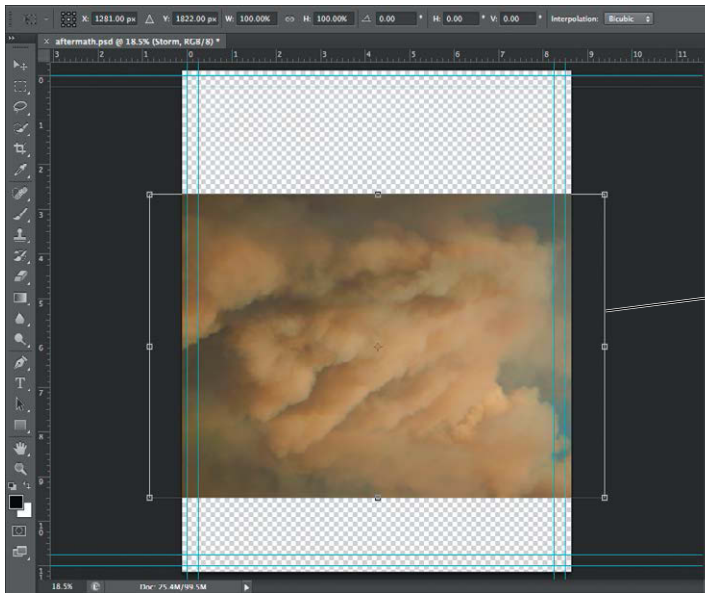 X: 1281.00 px Y: 1822.00 px W: 100.00% H: 100.00% 0.00 ° H: 0.00 ° V: 0.00 ° Interpolation: Bicubic
× aftermath.psd @ 18.5% (Storm, RGB/8) *
3 2 1 0 1 2 3 4 5 6 7 8 9 10 11
0
1
2
3
4
5
6
7
8
9
1
0
1
1
T
18.5% Doc: 25.4M/99.5M